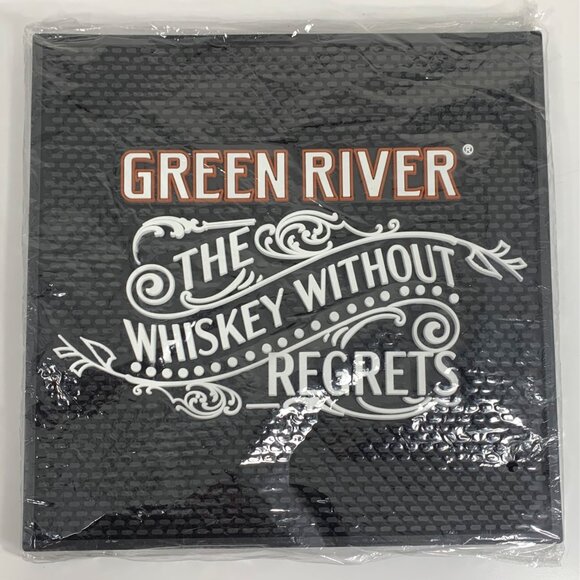 GREEN RIVER®
THE
WHISKEY WITHOUT
REGRETS